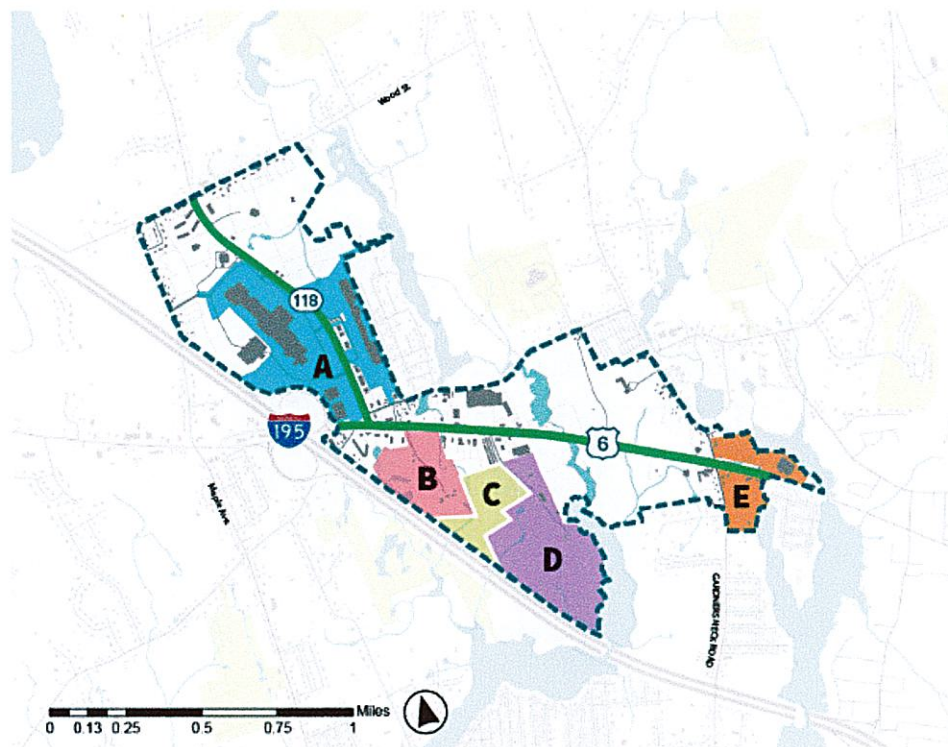 Wood St
118
A
195
6
B
C
E
D
Maple Ave
GARDNERS NECK ROAD
Miles
0 0.13 0.25 0.5 0.75 1